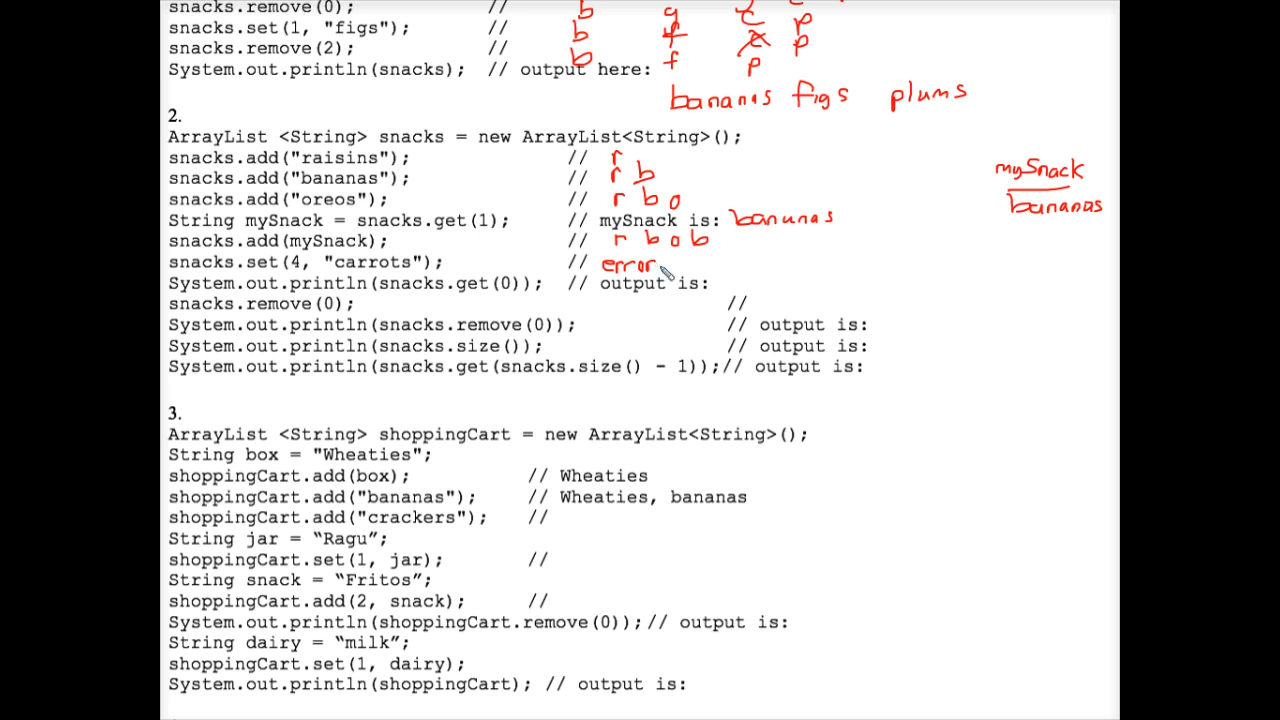 snacks.remove(0); // b g c p
snacks.set(1, "figs"); // b f c p
snacks.remove(2); // b f p
System.out.println(snacks); // output here:
bananas figs plums
2.
ArrayList <String> snacks = new ArrayList<String>();
snacks.add("raisins"); // r
snacks.add("bananas"); // r b
mySnack
snacks.add("oreos"); // r b o
bananas
String mySnack = snacks.get(1); // mySnack is: bananas
snacks.add(mySnack); // r b o b
snacks.set(4, "carrots"); // error
System.out.println(snacks.get(0)); // output is:
snacks.remove(0); //
System.out.println(snacks.remove(0)); // output is:
System.out.println(snacks.size()); // output is:
System.out.println(snacks.get(snacks.size() - 1));// output is:
3.
ArrayList <String> shoppingCart = new ArrayList<String>();
String box = "Wheaties";
shoppingCart.add(box); // Wheaties
shoppingCart.add("bananas"); // Wheaties, bananas
shoppingCart.add("crackers"); //
String jar = “Ragu”;
shoppingCart.set(1, jar); //
String snack = “Fritos”;
shoppingCart.add(2, snack); //
System.out.println(shoppingCart.remove(0));// output is:
String dairy = “milk”;
shoppingCart.set(1, dairy);
System.out.println(shoppingCart); // output is: